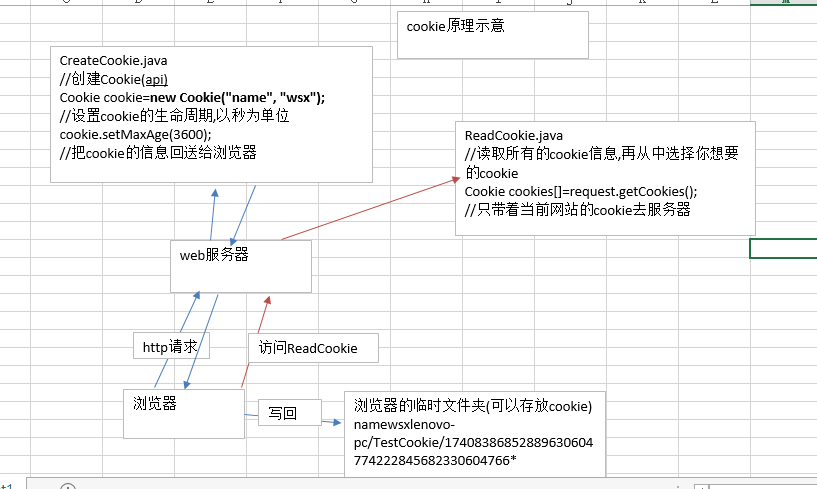 cookie原理示意
CreateCookie.java
//创建Cookie(api)
Cookie cookie=new Cookie("name", "wsx");
//设置cookie的生命周期,以秒为单位
cookie.setMaxAge(3600);
//把cookie的信息回送给浏览器
ReadCookie.java
//读取所有的cookie信息,再从中选择你想要
的cookie
Cookie cookies[]=request.getCookies();
//只带着当前网站的cookie去服务器
web服务器
http请求
访问ReadCookie
浏览器
写回
浏览器的临时文件夹(可以存放cookie)
namewsxlenovo-
pc/TestCookie/17408386852889630604
774222845682330604766*